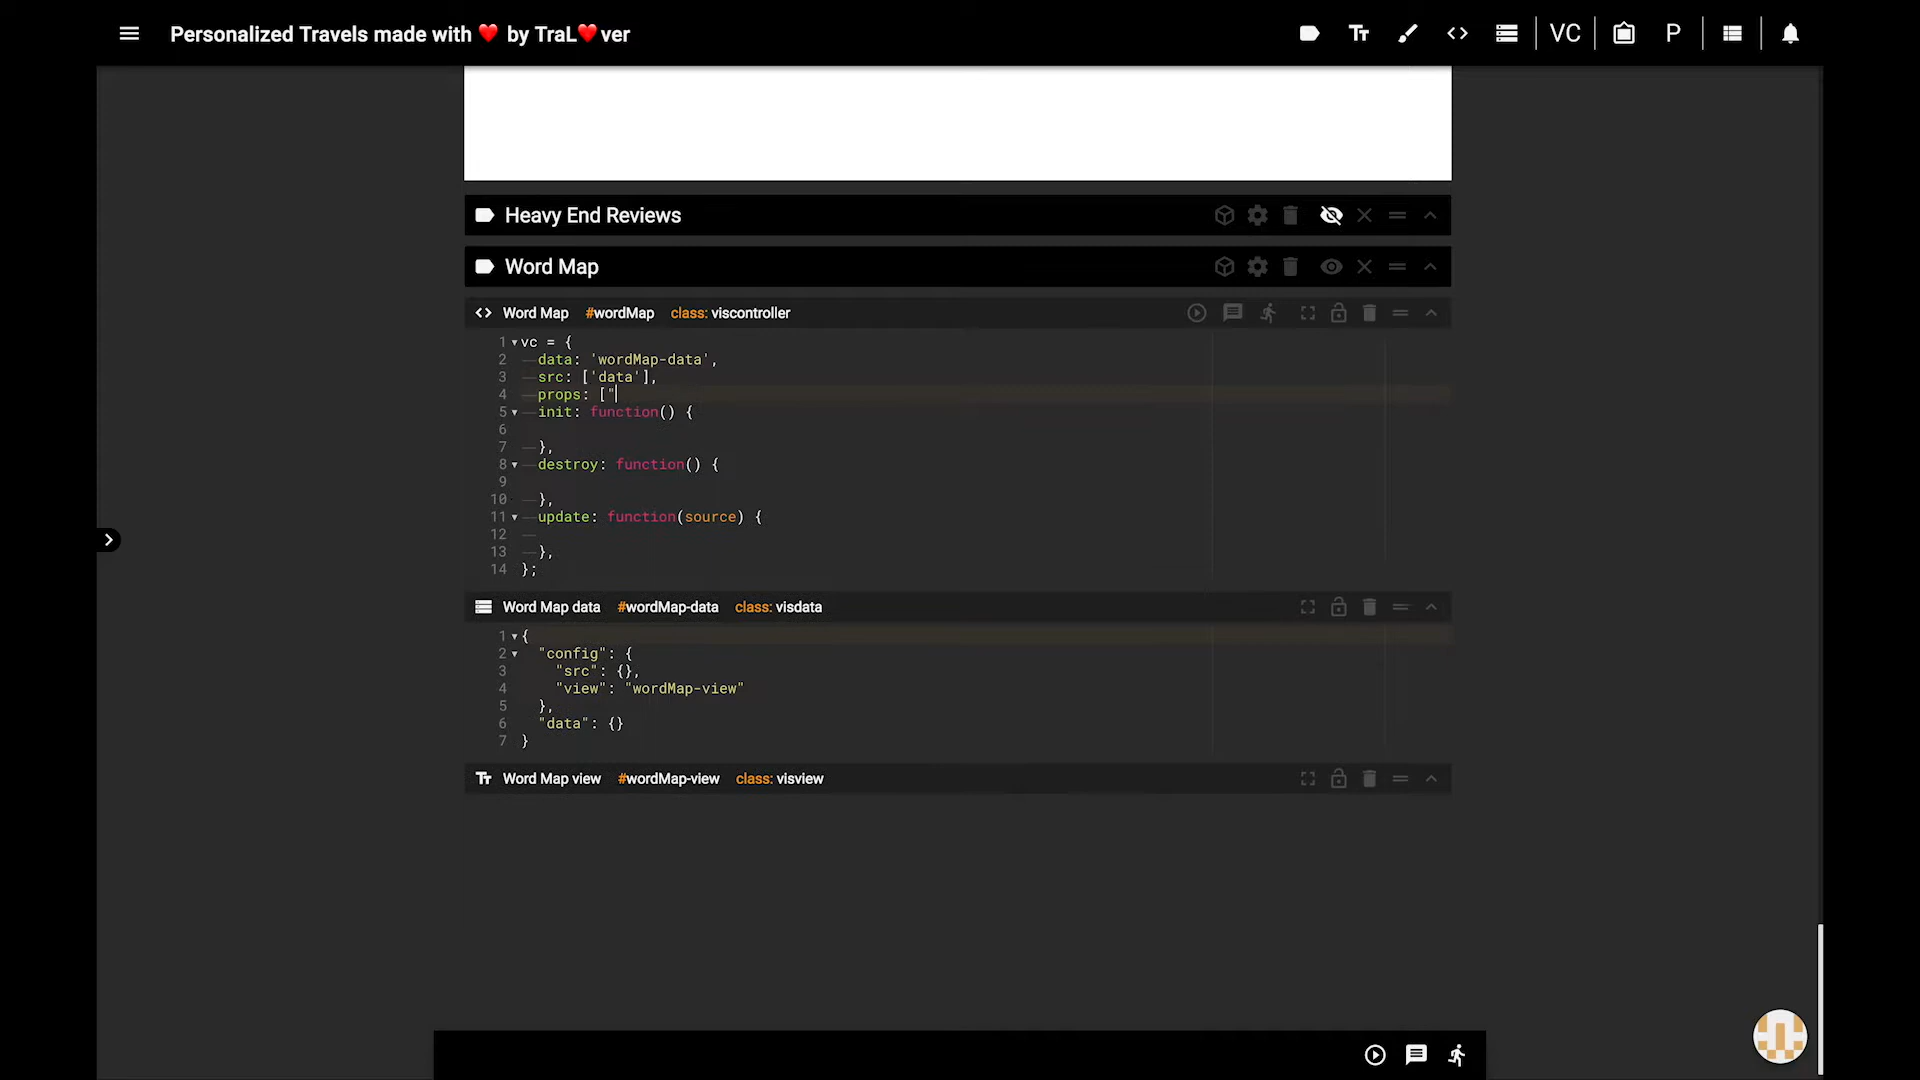 Personalized Travels made with ❤️ by TraL❤️ver
VC
P
Heavy End Reviews
Word Map
Word Map #wordMap class: viscontroller
1 vc = {
2 data: 'wordMap-data',
3 src: ['data'],
4 props: ["
5 init: function() {
6
7 },
8 destroy: function() {
9
10 },
11 update: function(source) {
12
13 },
14 };
Word Map data #wordMap-data class: visdata
1 {
2 "config": {
3 "src": {},
4 "view": "wordMap-view"
5 },
6 "data": {}
7 }
Tr Word Map view #wordMap-view class: visview